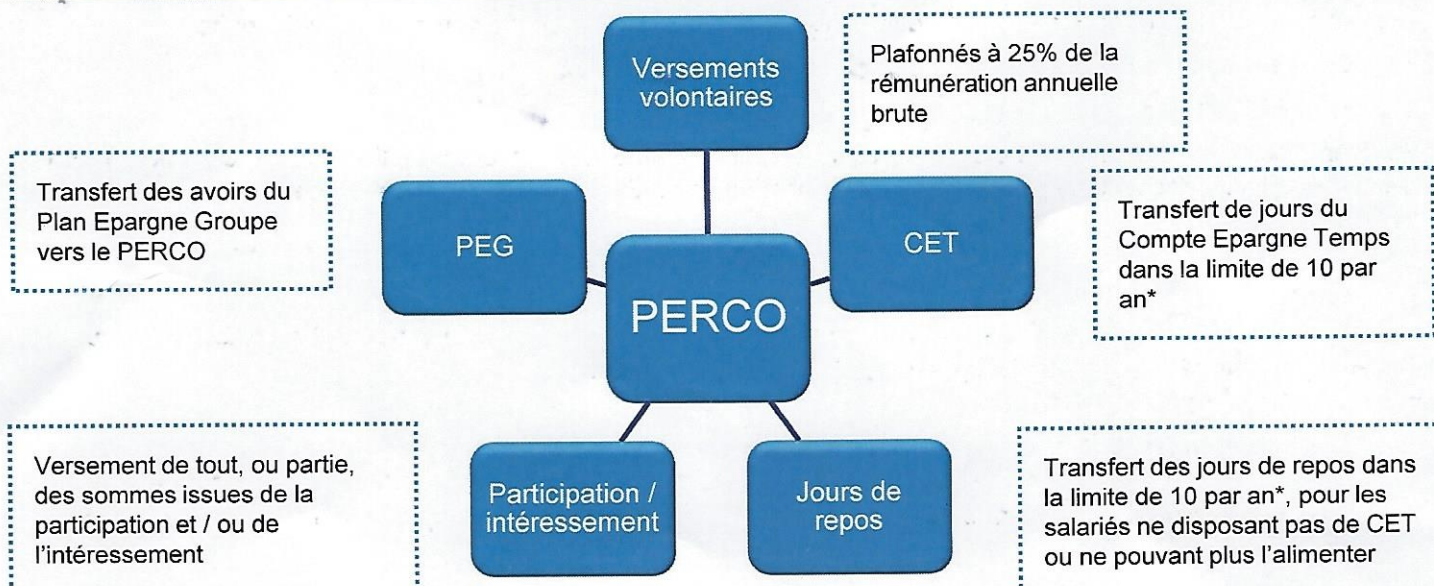 Versements
volontaires
Plafonnés à 25% de la
rémunération annuelle
brute
Transfert des avoirs du
Plan Epargne Groupe
vers le PERCO
PEG
CET
Transfert de jours du
Compte Epargne Temps
dans la limite de 10 par
an*
PERCO
Versement de tout, ou partie,
des sommes issues de la
participation et / ou de
l'intéressement
Participation /
intéressement
Jours de
repos
Transfert des jours de repos dans
la limite de 10 par an*, pour les
salariés ne disposant pas de CET
ou ne pouvant plus l'alimenter